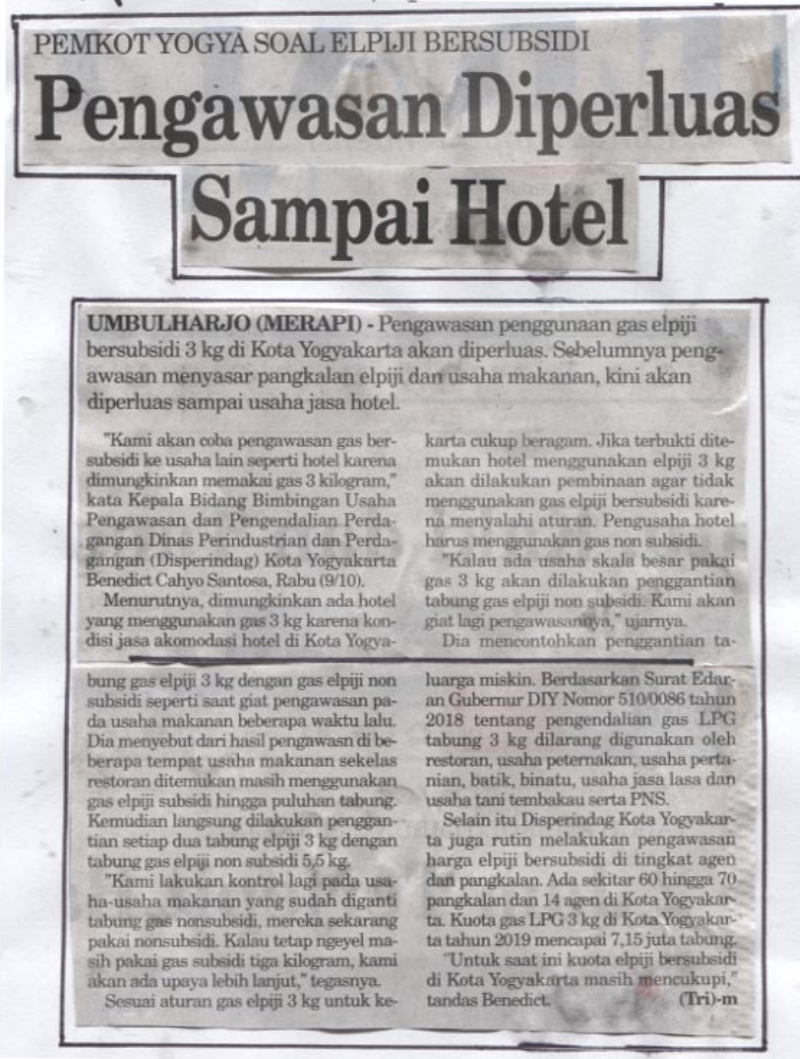 PEMKOT YOGYA SOAL ELPIJI BERSUBSIDI
Pengawasan Diperluas
Sampai Hotel
UMBULHARJO (MERAPI) - Pengawasan penggunaan gas elpiji
bersubsidi 3 kg di Kota Yogyakarta akan diperluas. Sebelumnya peng-
awasan menyasar pangkalan elpiji dan usaha makanan, kini akan
diperluas sampai usaha jasa hotel.
"Kami akan coba pengawasan gas ber-
subsidi ke usaha lain seperti hotel karena
dimungkinkan memakai gas 3 kilogram,"
kata Kepala Bidang Bimbingan Usaha
Pengawasan dan Pengendalian Perda-
gangan Dinas Perindustrian dan Perda-
gangan (Disperindag) Kota Yogyakarta
Benedict Cahyo Santosa, Rabu (9/10).
Menurutnya, dimungkinkan ada hotel
yang menggunakan gas 3 kg karena kon-
disi jasa akomodasi hotel di Kota Yogya-
karta cukup beragam. Jika terbukti dite-
mukan hotel menggunakan elpiji 3 kg
akan dilakukan pembinaan agar tidak
menggunakan gas elpiji bersubsidi kare-
na menyalahi aturan. Pengusaha hotel
harus menggunakan gas non subsidi.
"Kalau ada usaha skala besar pakai
gas 3 kg akan dilakukan penggantian
tabung gas elpiji non subsidi. Kami akan
giat lagi pengawasannya," ujarnya.
Dia mencontohkan penggantian ta-
bung gas elpiji 3 kg dengan gas elpiji non
subsidi seperti saat giat pengawasan pa-
da usaha makanan beberapa waktu lalu.
Dia menyebut dari hasil pengawasn di be-
berapa tempat usaha makanan sekelas
restoran ditemukan masih menggunakan
gas elpiji subsidi hingga puluhan tabung.
Kemudian langsung dilakukan penggan-
tian setiap dua tabung elpiji 3 kg dengan
tabung gas elpiji non subsidi 5,5 kg.
"Kami lakukan kontrol lagi pada usa-
ha-usaha makanan yang sudah diganti
tabung gas nonsubsidi, mereka sekarang
pakai nonsubsidi. Kalau tetap ngeyel ma-
sih pakai gas subsidi tiga kilogram, kami
akan ada upaya lebih lanjut," tegasnya.
Sesuai aturan gas elpiji 3 kg untuk ke-
luarga miskin. Berdasarkan Surat Edar-
an Gubernur DIY Nomor 510/0086 tahun
2018 tentang pengendalian gas LPG
tabung 3 kg dilarang digunakan oleh
restoran, usaha peternakan, usaha perta-
nian, batik, binatu, usaha jasa lasa dan
usaha tani tembakau serta PNS.
Selain itu Disperindag Kota Yogyakar-
ta juga rutin melakukan pengawasan
harga elpiji bersubsidi di tingkat agen
dan pangkalan. Ada sekitar 60 hingga 70
pangkalan dan 14 agen di Kota Yogyakar-
ta. Kuota gas LPG 3 kg di Kota Yogyakar-
ta tahun 2019 mencapai 7,15 juta tabung.
"Untuk saat ini kuota elpiji bersubsidi
di Kota Yogyakarta masih mencukupi,"
tandas Benedict. (Tri)-m